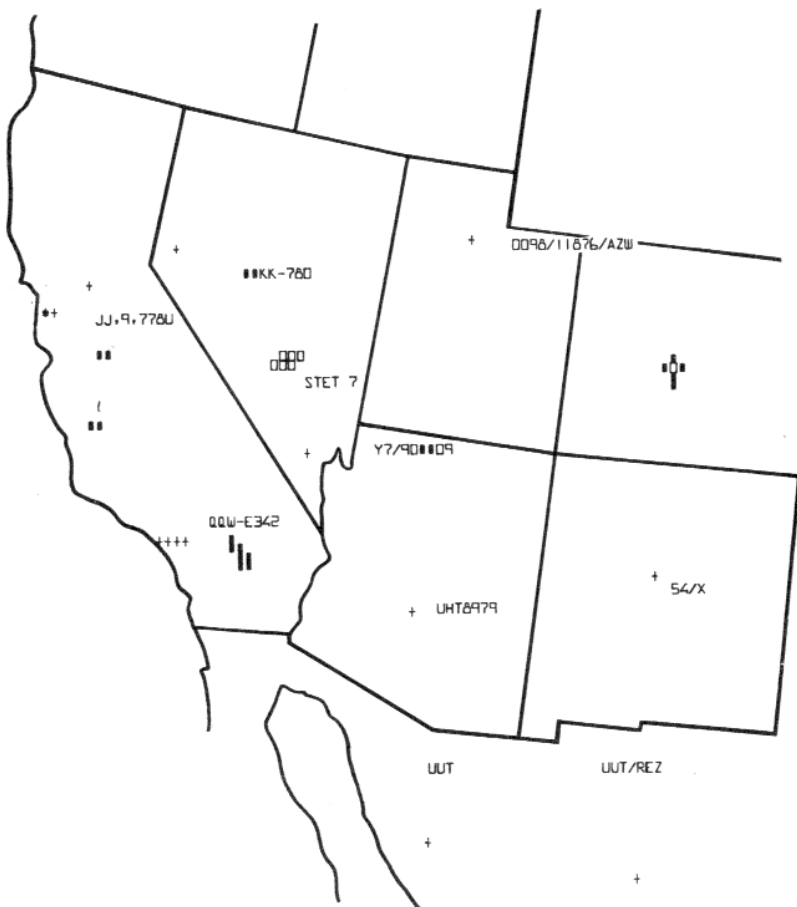 0098/11876/AZW
KK-780
JJ,9,778U
STET 7
Y7/90▮▮09
QQW-E342
54/X
UHT8979
UUT
UUT/REZ